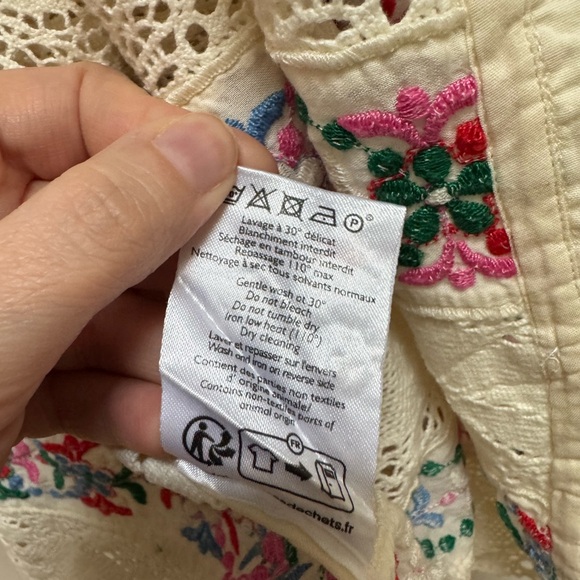 P
Lavage à 30° délicat
Blanchiment interdit
Séchage en tambour interdit
Repassage 110° max
Nettoyage à sec tous solvants normaux
Gentle wash at 30°
Do not bleach
Do not tumble dry
Iron low heat (110°)
Dry cleaning
Laver et repasser sur l'envers
Wash and iron on reverse side
Contient des parties non textiles
d' origine animale/
Contains non-textiles parts of
animal origin
FR
dechets.fr